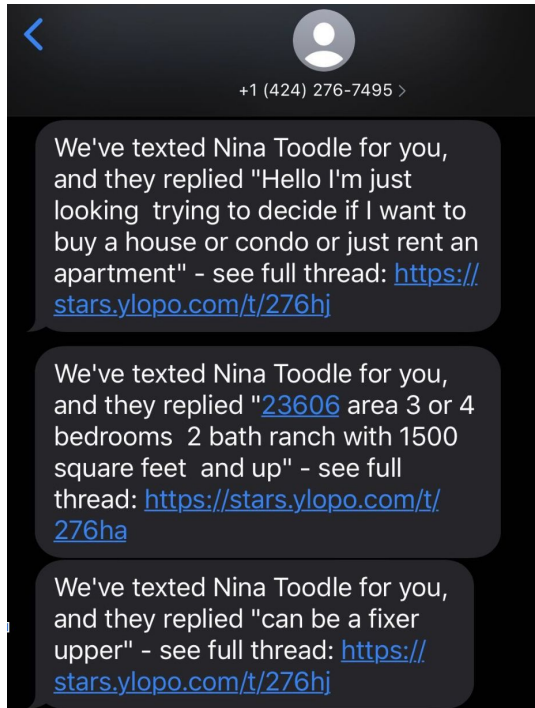 +1 (424) 276-7495 >
We've texted Nina Toodle for you,
and they replied "Hello I'm just
looking  trying to decide if I want to
buy a house or condo or just rent an
apartment" - see full thread: https://
stars.ylopo.com/t/276hj
We've texted Nina Toodle for you,
and they replied "23606 area 3 or 4
bedrooms  2 bath ranch with 1500
square feet  and up" - see full
thread: https://stars.ylopo.com/t/
276ha
We've texted Nina Toodle for you,
and they replied "can be a fixer
upper" - see full thread: https://
stars.ylopo.com/t/276hj